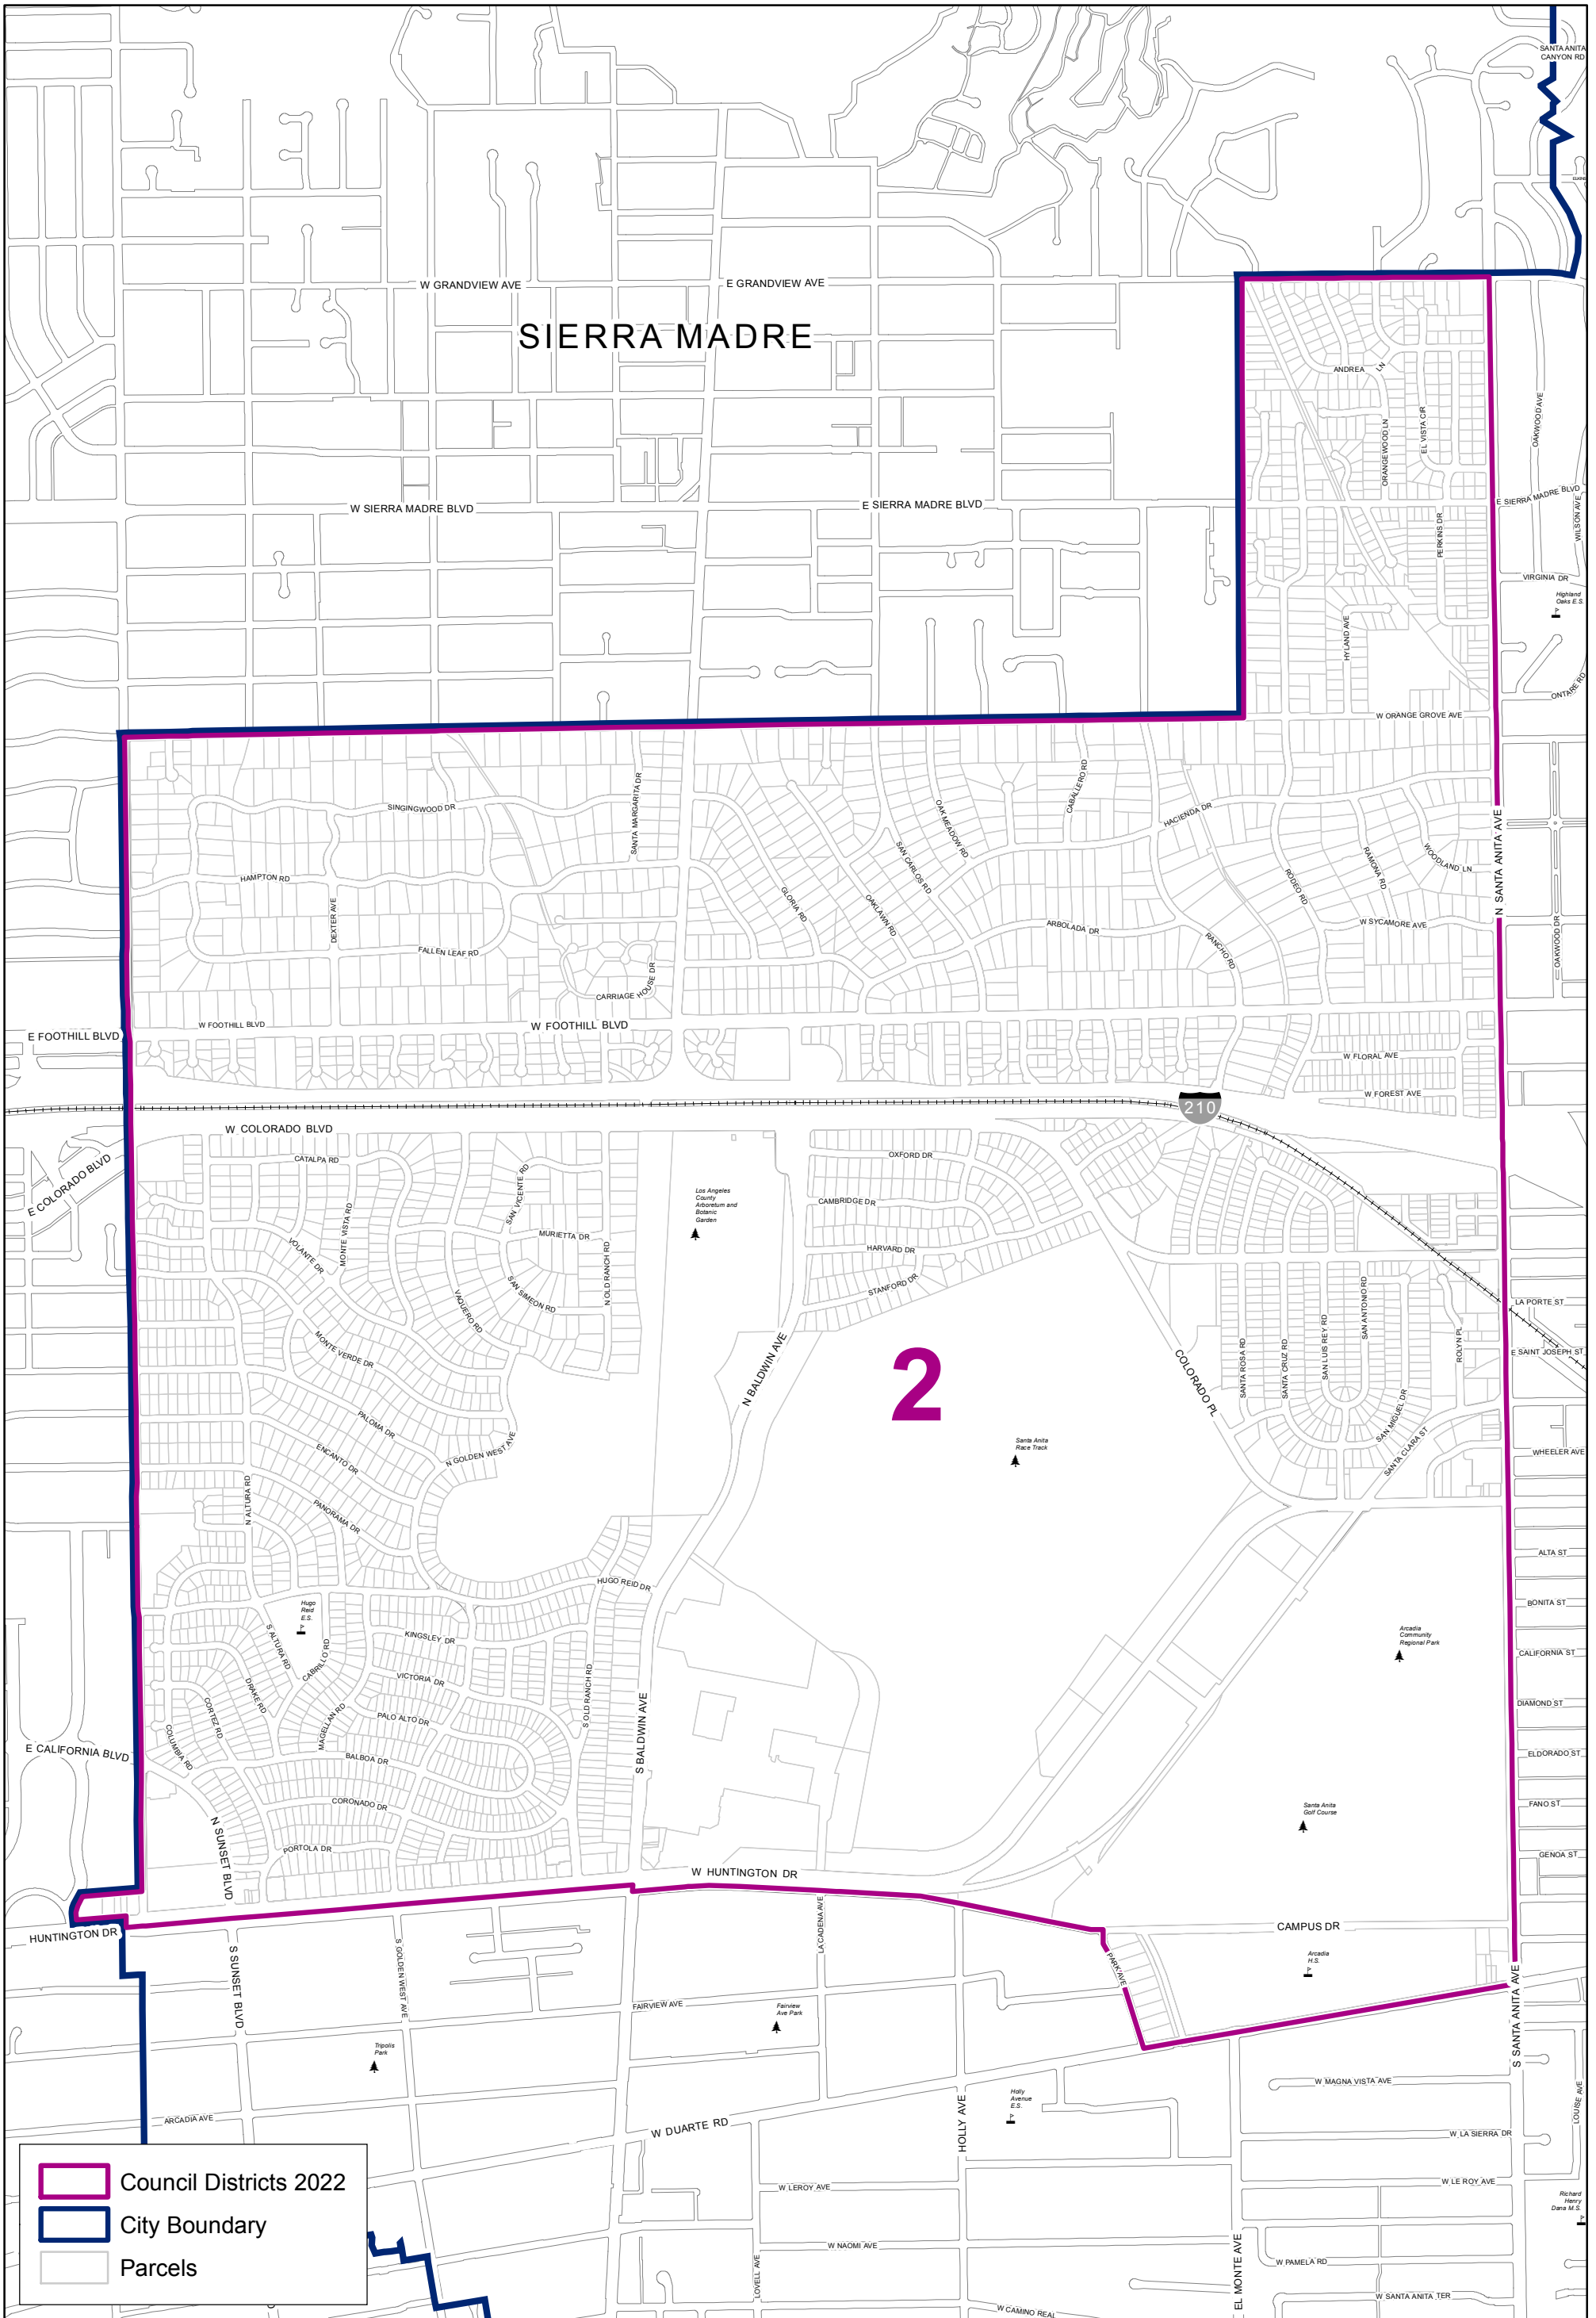 SANTA ANITA
CANYON RD
W GRANDVIEW AVE
E GRANDVIEW AVE
SIERRA MADRE
ANDREA
LN
ORANGEWOOD LN
EL VISTA CIR
OAKWOOD AVE
W SIERRA MADRE BLVD
E SIERRA MADRE BLVD
E SIERRA MADRE BLVD
WILSON AVE
PERKINS DR
VIRGINIA DR
Highland
Oaks E.S.
HYLAND AVE
ONTARE RD
W ORANGE GROVE AVE
SINGINGWOOD DR
SANTA MARGARITA DR
OAK MEADOW RD
CABALLERO RD
HACIENDA DR
N SANTA ANITA AVE
SAN CARLOS RD
RAMONA RD
WOODLAND LN
HAMPTON RD
GLORIA RD
OAKLAWN RD
RODEO RD
DEXTER AVE
ARBOLADA DR
RANCHO RD
W SYCAMORE AVE
OAKWOOD DR
FALLEN LEAF RD
CARRIAGE HOUSE DR
W FOOTHILL BLVD
W FOOTHILL BLVD
E FOOTHILL BLVD
W FLORAL AVE
W FOREST AVE
210
W COLORADO BLVD
E COLORADO BLVD
CATALPA RD
SAN VICENTE RD
OXFORD DR
Los Angeles
County
Arboretum and
Botanic
Garden
CAMBRIDGE DR
MONTE VISTA RD
VOLANTE DR
MURIETTA DR
N OLD RANCH RD
HARVARD DR
STANFORD DR
SAN SIMEON RD
VAQUERO RD
LA PORTE ST
E SAINT JOSEPH ST
MONTE VERDE DR
N BALDWIN AVE
2
COLORADO PL
SANTA ROSA RD
SANTA CRUZ RD
SAN LUIS REY RD
SAN ANTONIO RD
ROLYN PL
SAN MIGUEL DR
SANTA CLARA ST
PALOMA DR
ENCANTO DR
N GOLDEN WEST AVE
Santa Anita
Race Track
WHEELER AVE
N ALTURA RD
PANORAMA DR
ALTA ST
HUGO REID DR
Hugo
Reid
E.S.
BONITA ST
S ALTURA RD
CABRILLO RD
KINGSLEY DR
Arcadia
Community
Regional Park
CALIFORNIA ST
VICTORIA DR
DRAKE RD
S OLD RANCH RD
CORTEZ RD
MAGELLAN RD
PALO ALTO DR
DIAMOND ST
COLUMBIA RD
S BALDWIN AVE
E CALIFORNIA BLVD
BALBOA DR
ELDORADO ST
CORONADO DR
Santa Anita
Golf Course
FANO ST
N SUNSET BLVD
PORTOLA DR
GENOA ST
W HUNTINGTON DR
HUNTINGTON DR
LA CADENA AVE
CAMPUS DR
S SUNSET BLVD
S GOLDEN WEST AVE
PARK AVE
Arcadia
H.S.
S SANTA ANITA AVE
FAIRVIEW AVE
Fairview
Ave Park
Tripolis
Park
W MAGNA VISTA AVE
Holly
Avenue
E.S.
LOUISE AVE
ARCADIA AVE
W DUARTE RD
HOLLY AVE
W LA SIERRA DR
Council Districts 2022
City Boundary
Parcels
W LEROY AVE
W LE ROY AVE
Richard
Henry
Dana M.S.
W NAOMI AVE
EL MONTE AVE
W PAMELA RD
LOVELL AVE
W SANTA ANITA TER
W CAMINO REAL